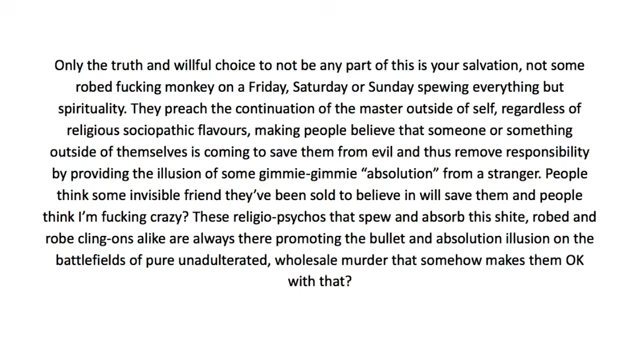 Only the truth and willful choice to not be any part of this is your salvation, not some
robed fucking monkey on a Friday, Saturday or Sunday spewing everything but
spirituality. They preach the continuation of the master outside of self, regardless of
religious sociopathic flavours, making people believe that someone or something
outside of themselves is coming to save them from evil and thus remove responsibility
by providing the illusion of some gimmie-gimmie “absolution” from a stranger. People
think some invisible friend they’ve been sold to believe in will save them and people
think I’m fucking crazy? These religio-psychos that spew and absorb this shite, robed and
robe cling-ons alike are always there promoting the bullet and absolution illusion on the
battlefields of pure unadulterated, wholesale murder that somehow makes them OK
with that?